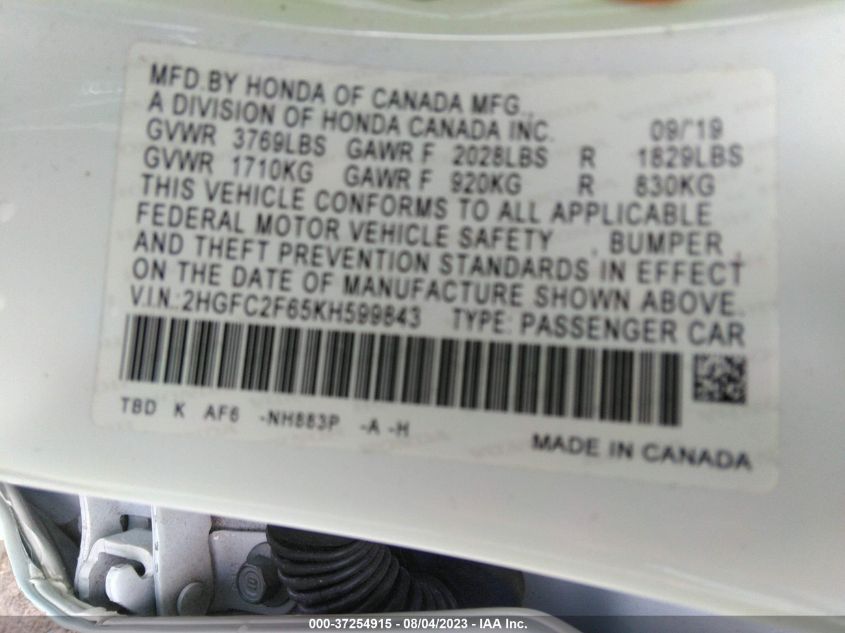 MFD.BY HONDA OF CANADA MFG.,
A DIVISION OF HONDA CANADA INC. 09/'19
GVWR 3769LBS GAWR F 2028LBS R 1829LBS
GVWR 1710KG GAWR F 920KG R 830KG
THIS VEHICLE CONFORMS TO ALL APPLICABLE
FEDERAL MOTOR VEHICLE SAFETY , BUMPER ,
AND THEFT PREVENTION STANDARDS IN EFFECT
ON THE DATE OF MANUFACTURE SHOWN ABOVE.
V.I.N.:2HGFC2F65KH599843 TYPE: PASSENGER CAR
TBD K AF6 -NH883P -A -H
MADE IN CANADA
000-37254915 - 08/04/2023 - IAA Inc.